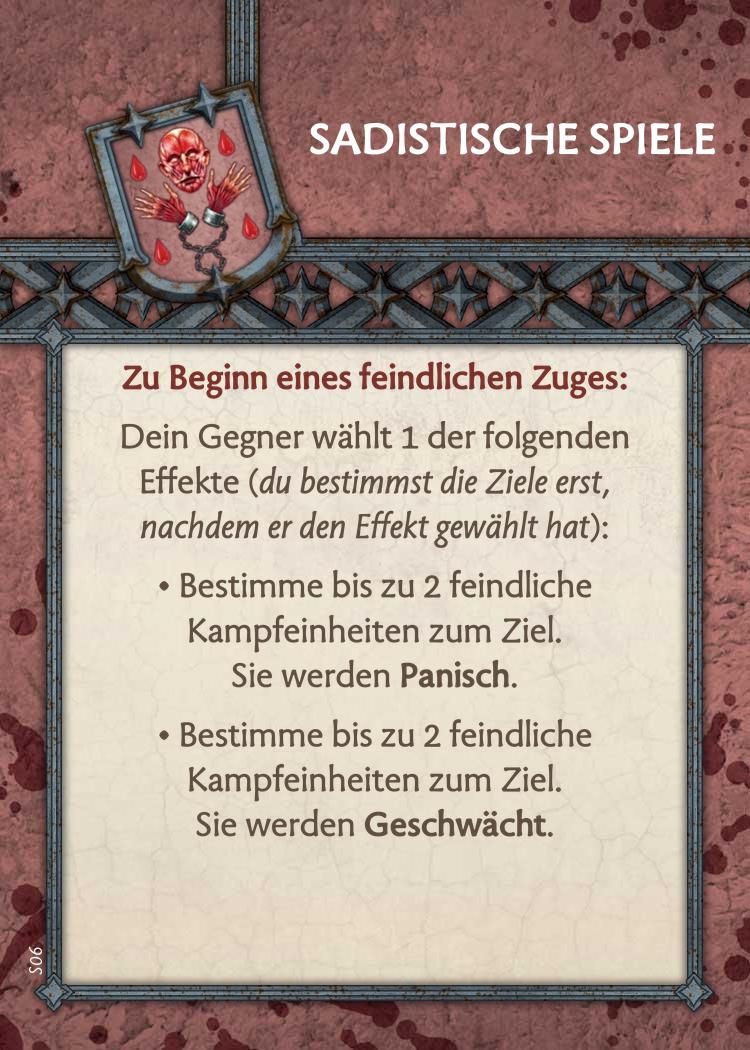 SADISTISCHE SPIELE
Zu Beginn eines feindlichen Zuges:
Dein Gegner wählt 1 der folgenden
Effekte (du bestimmst die Ziele erst,
nachdem er den Effekt gewählt hat):
• Bestimme bis zu 2 feindliche
Kampfeinheiten zum Ziel.
Sie werden Panisch.
• Bestimme bis zu 2 feindliche
Kampfeinheiten zum Ziel.
Sie werden Geschwächt.
S06